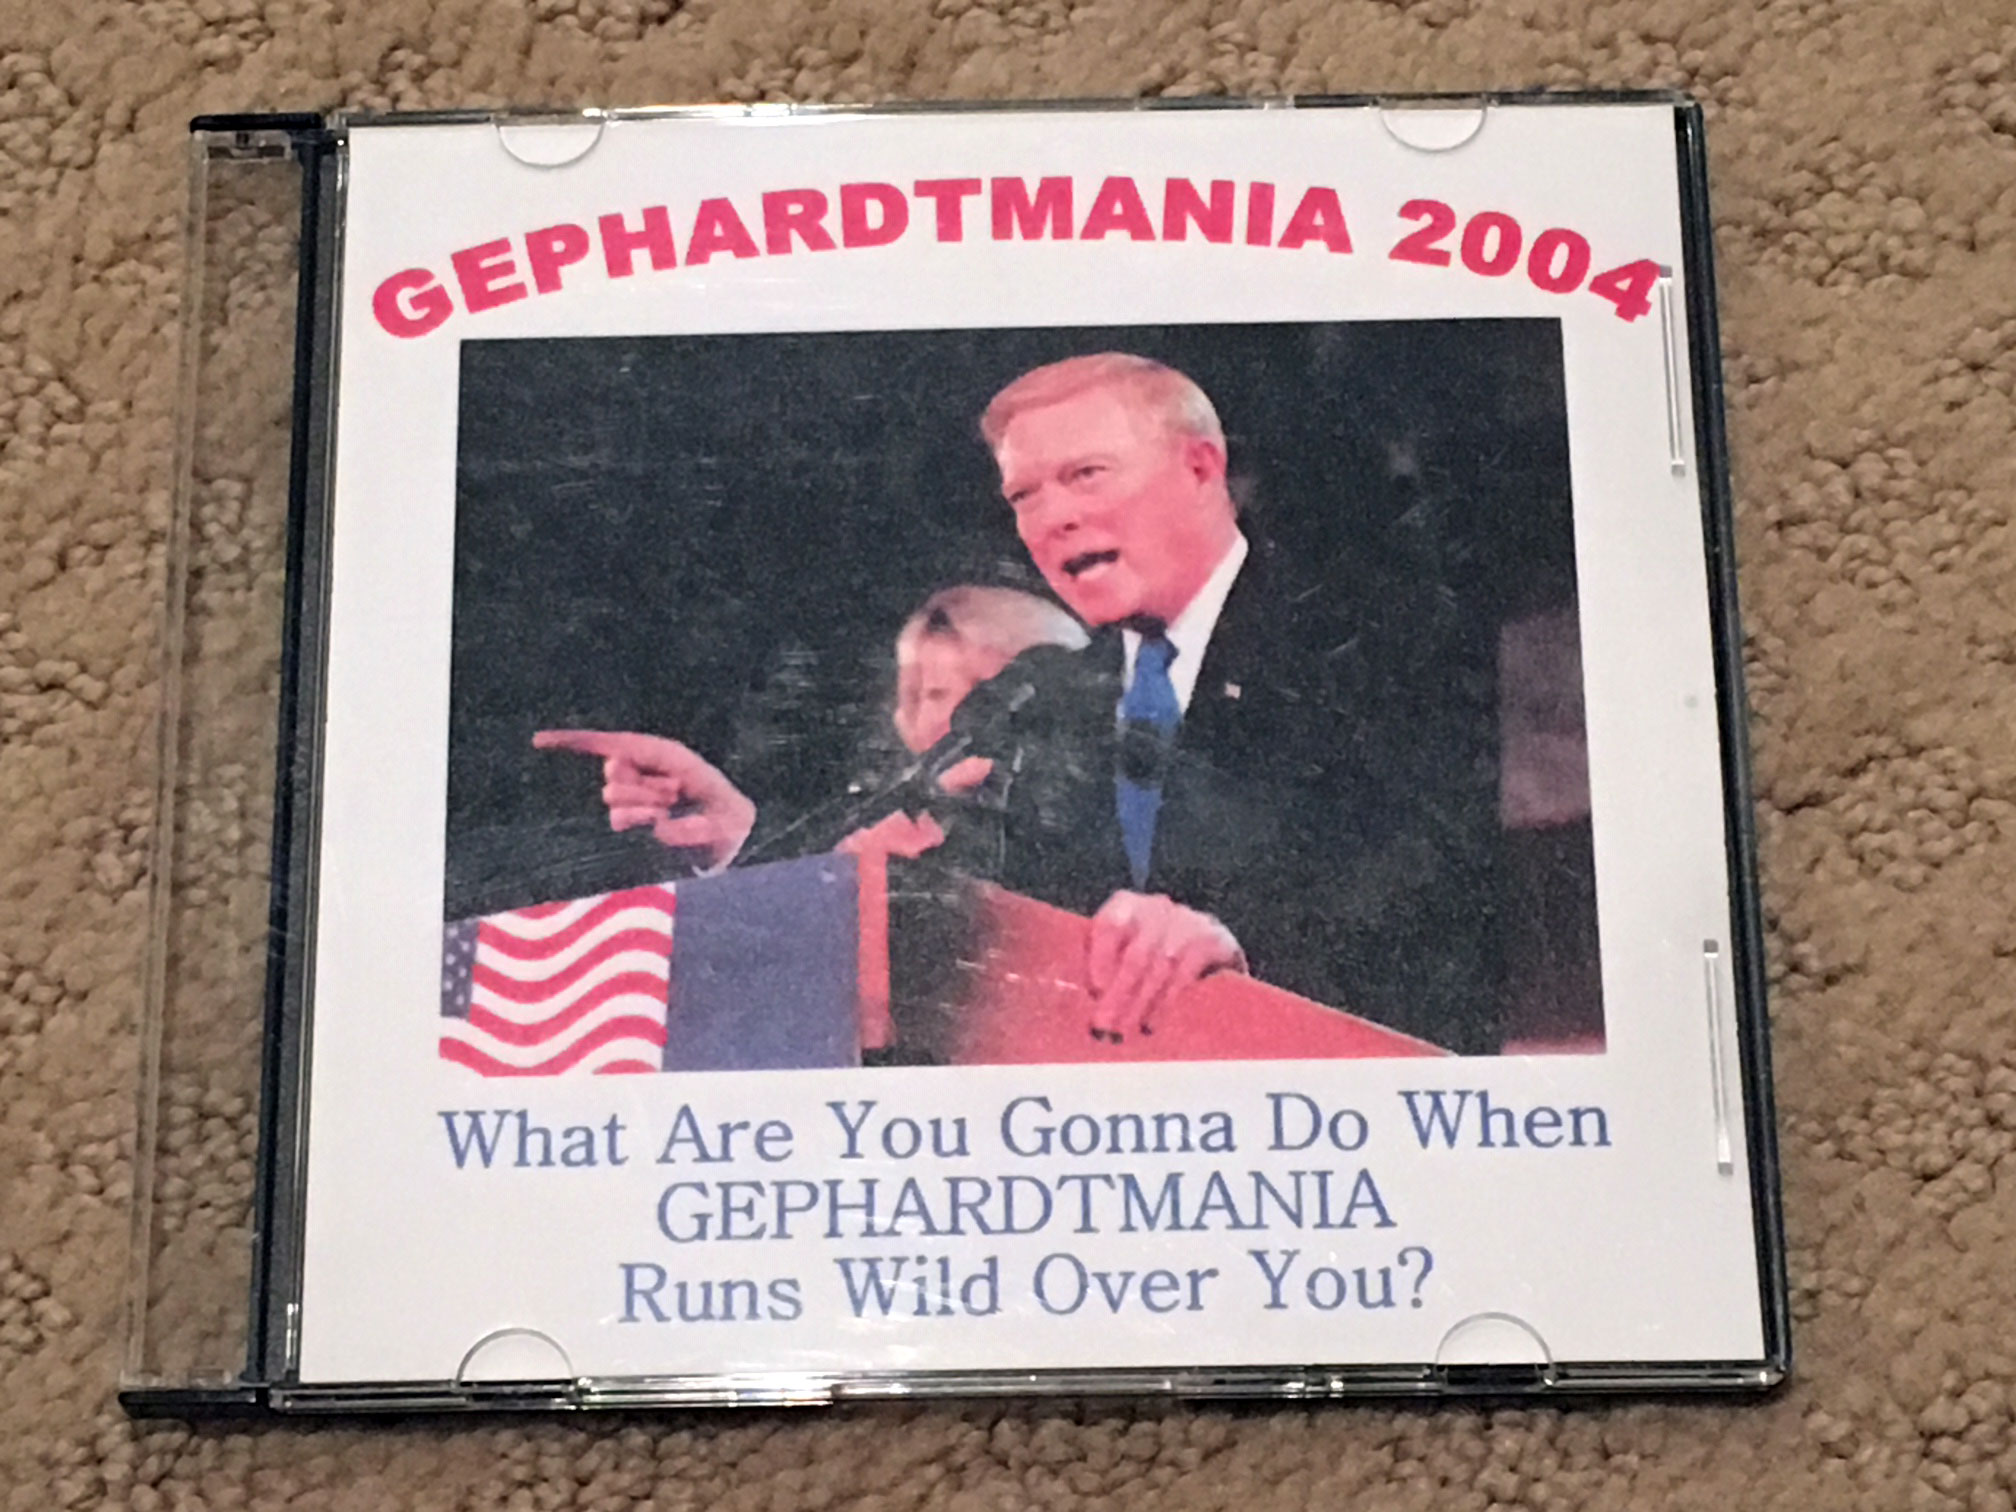 GEPHARDTMANIA 2004
What Are You Gonna Do When
GEPHARDTMANIA
Runs Wild Over You?